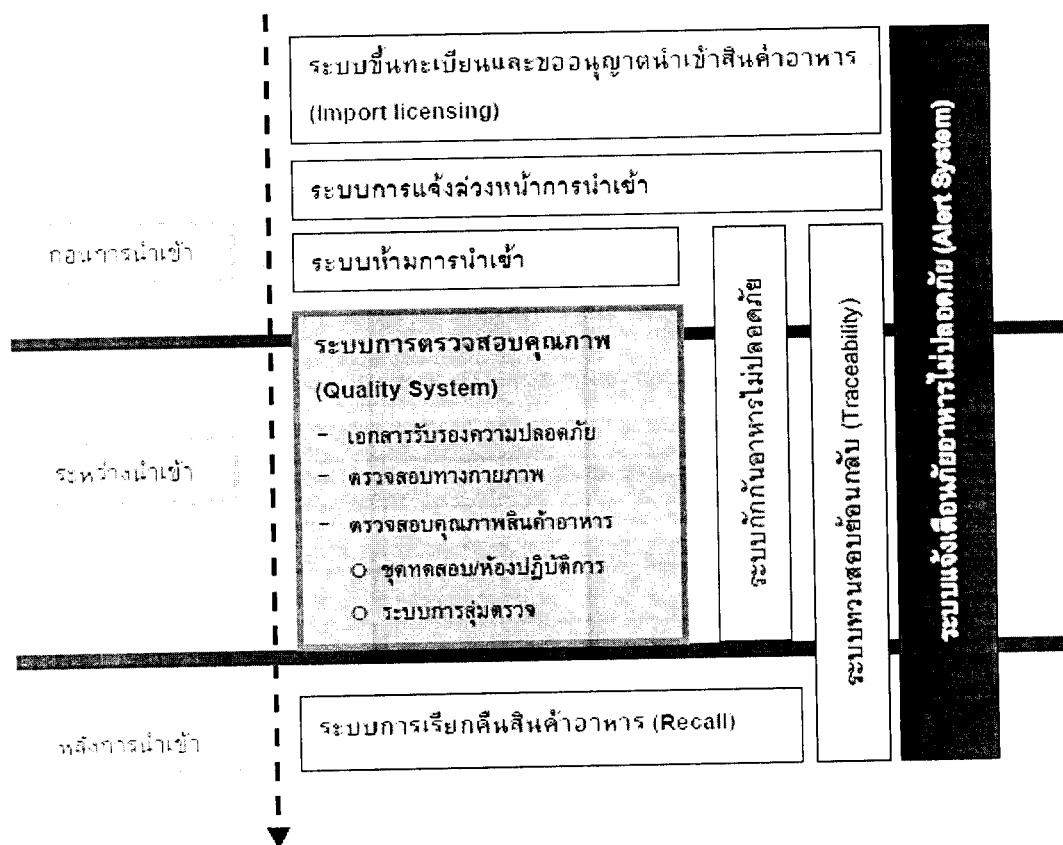 ระบบขึ้นทะเบียนและขออนุญาตนำเข้าสินค้าอาหาร
(Import licensing)
ระบบการแจ้งล่วงหน้าการนำเข้า
ก่อนการนำเข้า
ระบบห้ามการนำเข้า
ระบบการตรวจสอบคุณภาพ
(Quality System)
- เอกสารรับรองความปลอดภัย
- ตรวจสอบทางกายภาพ
- ตรวจสอบคุณภาพสินค้าอาหาร
○ ชุดทดสอบ/ห้องปฏิบัติการ
○ ระบบการสุ่มตรวจ
ระหว่างนำเข้า
ระบบกักกันอาหารไม่ปลอดภัย
ระบบทวนสอบย้อนกลับ (Traceability)
ระบบแจ้งเตือนภัยอาหารไม่ปลอดภัย (Alert System)
หลังการนำเข้า
ระบบการเรียกคืนสินค้าอาหาร (Recall)